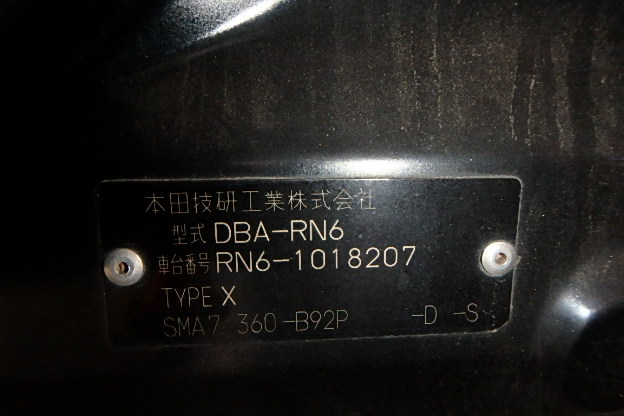 本田技研工業株式会社
型式 DBA-RN6
車台番号 RN6-1018207
TYPE X
SMA7 360-B92P -D -S-